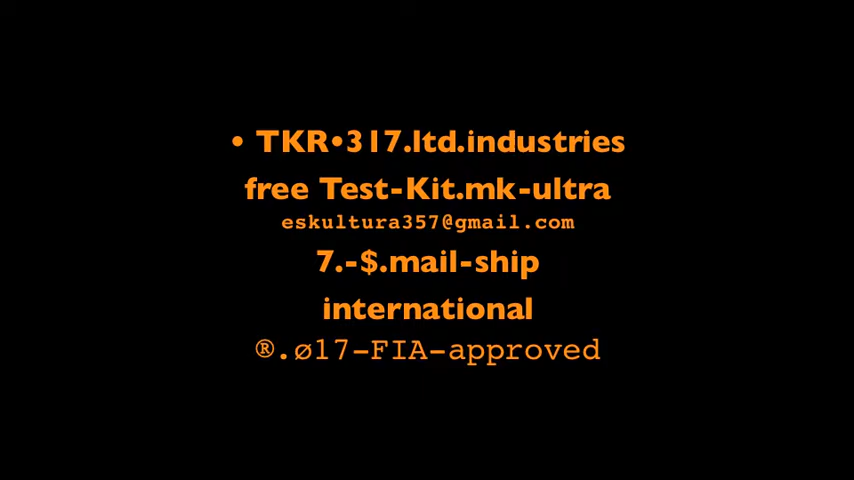 • TKR•317.ltd.industries
free Test-Kit.mk-ultra
eskultura357@gmail.com
7.-$.mail-ship
international
®.ø17-FIA-approved